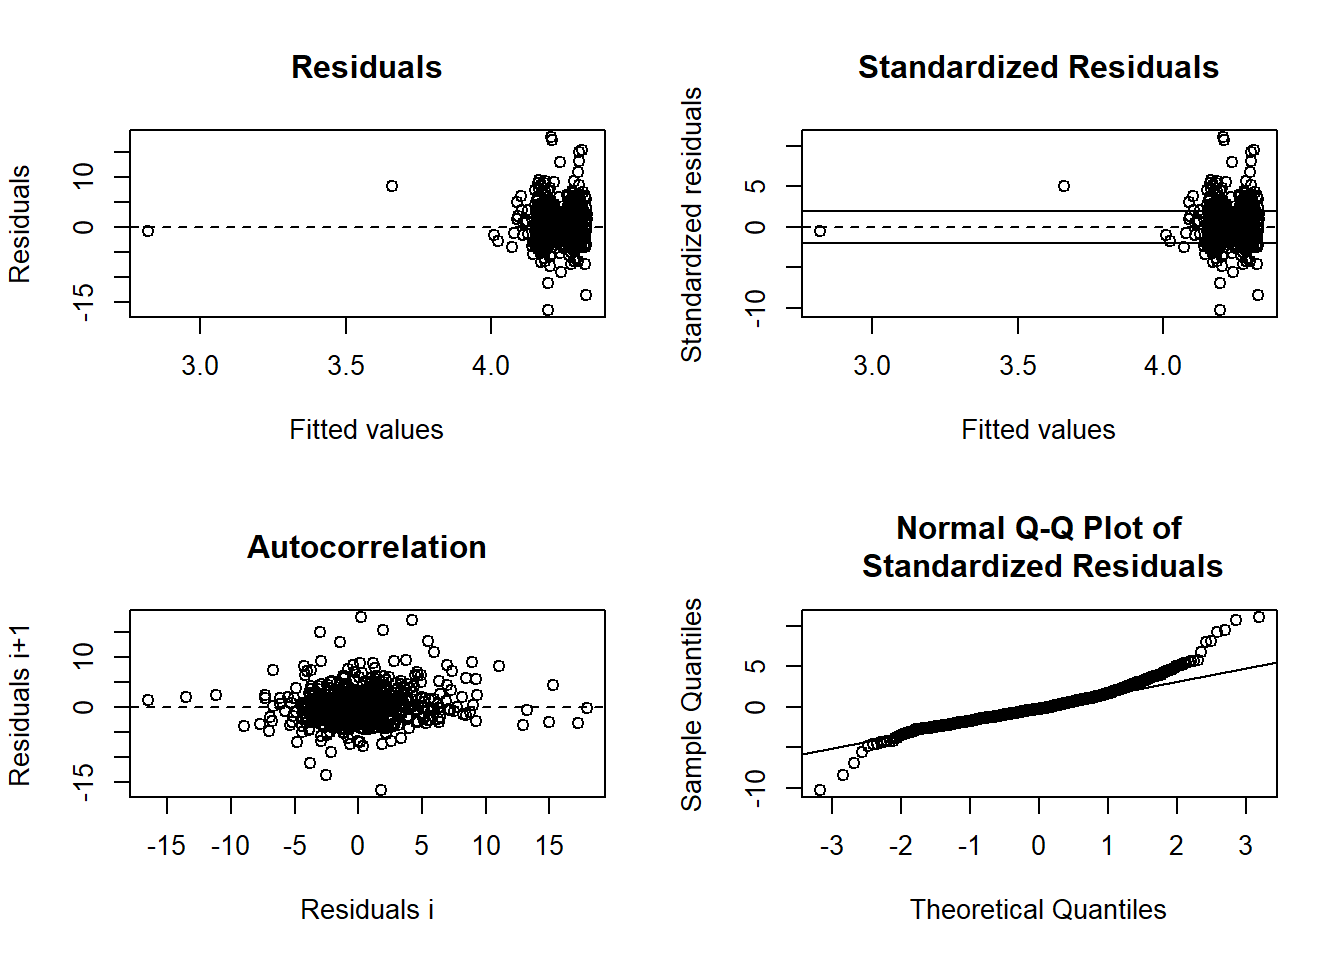 Residuals
Residuals
10
0
-15
3.0 3.5 4.0
Fitted values
Standardized Residuals
Standardized residuals
5
0
-10
3.0 3.5 4.0
Fitted values
Autocorrelation
Residuals i+1
10
0
-15
-15 -10 -5 0 5 10 15
Residuals i
Normal Q-Q Plot of
Standardized Residuals
Sample Quantiles
5
0
-10
-3 -2 -1 0 1 2 3
Theoretical Quantiles